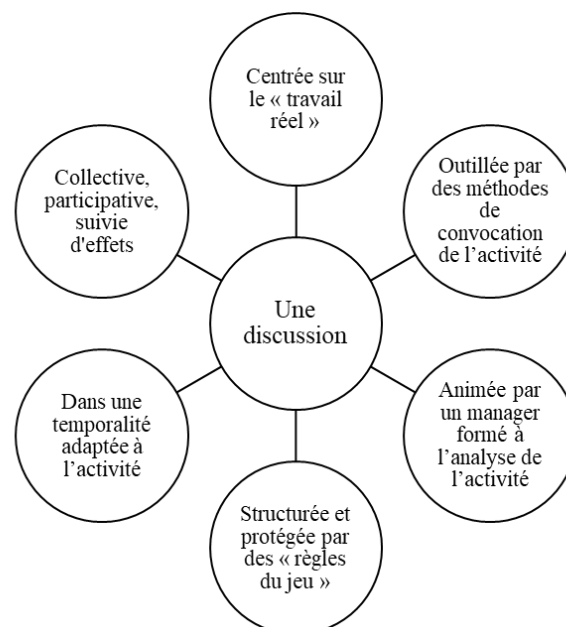 Centrée sur
le « travail
réel »
Outillée par
des méthodes
de
convocation
de l’activité
Animée par
un manager
formé à
l’analyse de
l’activité
Structurée et
protégée par
des « règles
du jeu »
Dans une
temporalité
adaptée à
l’activité
Collective,
participative,
suivie
d'effets
Une
discussion